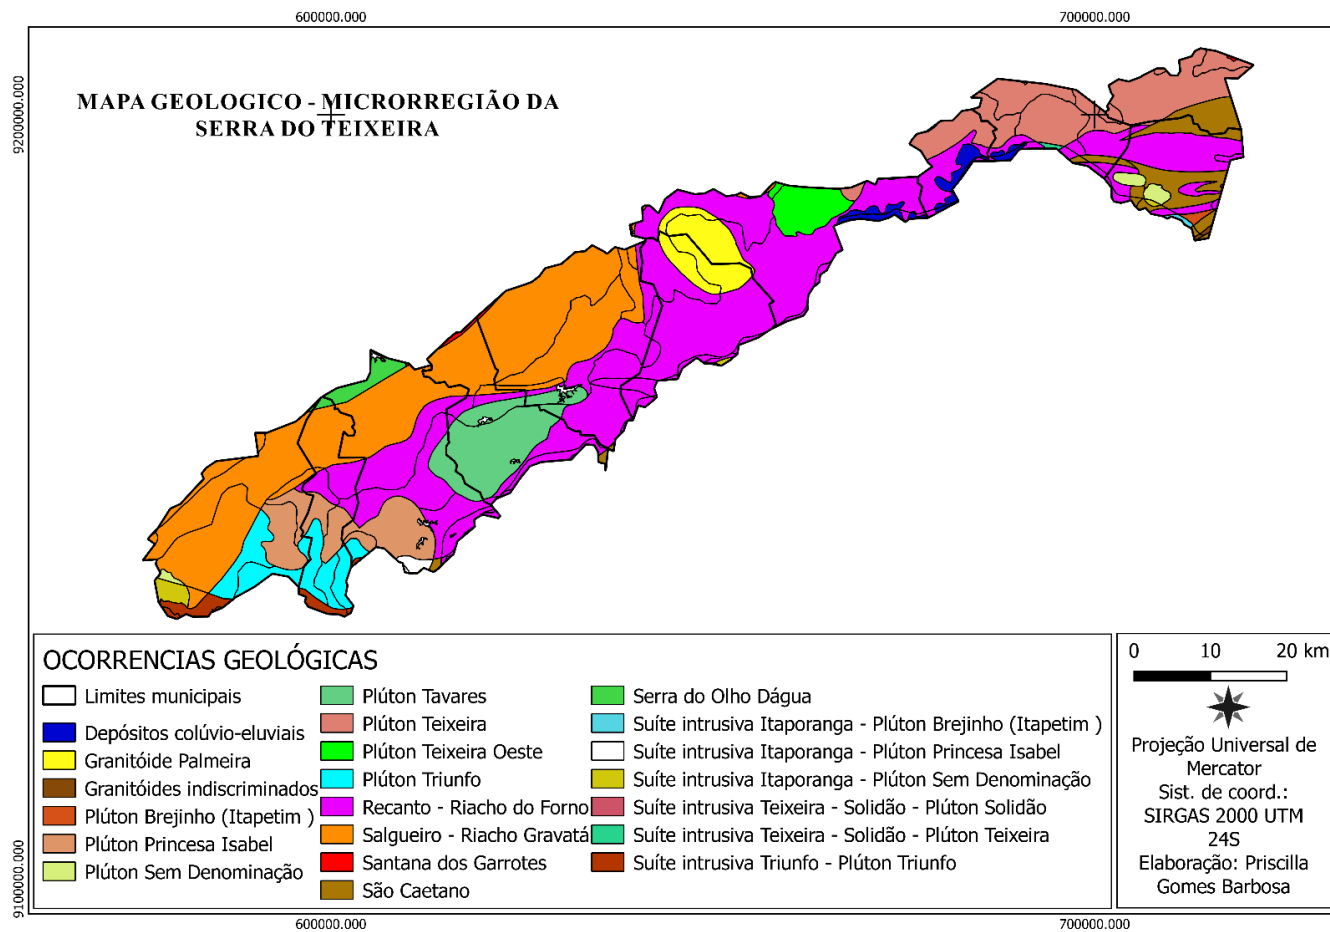 600000.000
700000.000
9200000.000
MAPA GEOLOGICO - MICRORREGIÃO DA
SERRA DO TEIXEIRA
9100000.000
OCORRENCIAS GEOLÓGICAS
Limites municipais
Depósitos colúvio-eluviais
Granitóide Palmeira
Granitóides indiscriminados
Plúton Brejinho (Itapetim )
Plúton Princesa Isabel
Plúton Sem Denominação
Plúton Tavares
Plúton Teixeira
Plúton Teixeira Oeste
Plúton Triunfo
Recanto - Riacho do Forno
Salgueiro - Riacho Gravatá
Santana dos Garrotes
São Caetano
Serra do Olho Dágua
Suíte intrusiva Itaporanga - Plúton Brejinho (Itapetim )
Suíte intrusiva Itaporanga - Plúton Princesa Isabel
Suíte intrusiva Itaporanga - Plúton Sem Denominação
Suíte intrusiva Teixeira - Solidão - Plúton Solidão
Suíte intrusiva Teixeira - Solidão - Plúton Teixeira
Suíte intrusiva Triunfo - Plúton Triunfo
0 10 20 km
Projeção Universal de
Mercator
Sist. de coord.:
SIRGAS 2000 UTM
24S
Elaboração: Priscilla
Gomes Barbosa
600000.000
700000.000